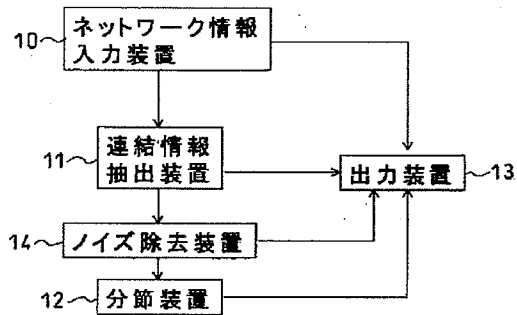 10
ネットワーク情報
入力装置
11
連結情報
抽出装置
出力装置
13
14
ノイズ除去装置
12
分節装置